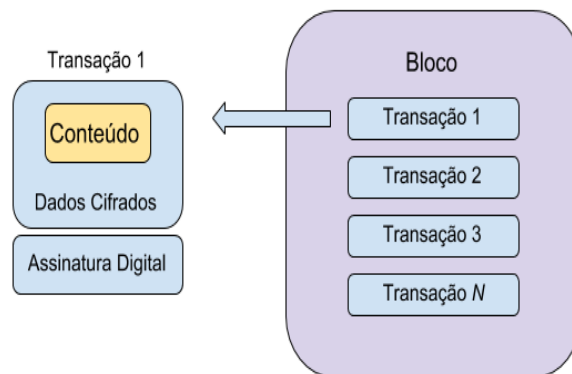 Transação 1
Conteúdo
Dados Cifrados
Assinatura Digital
Bloco
Transação 1
Transação 2
Transação 3
Transação N